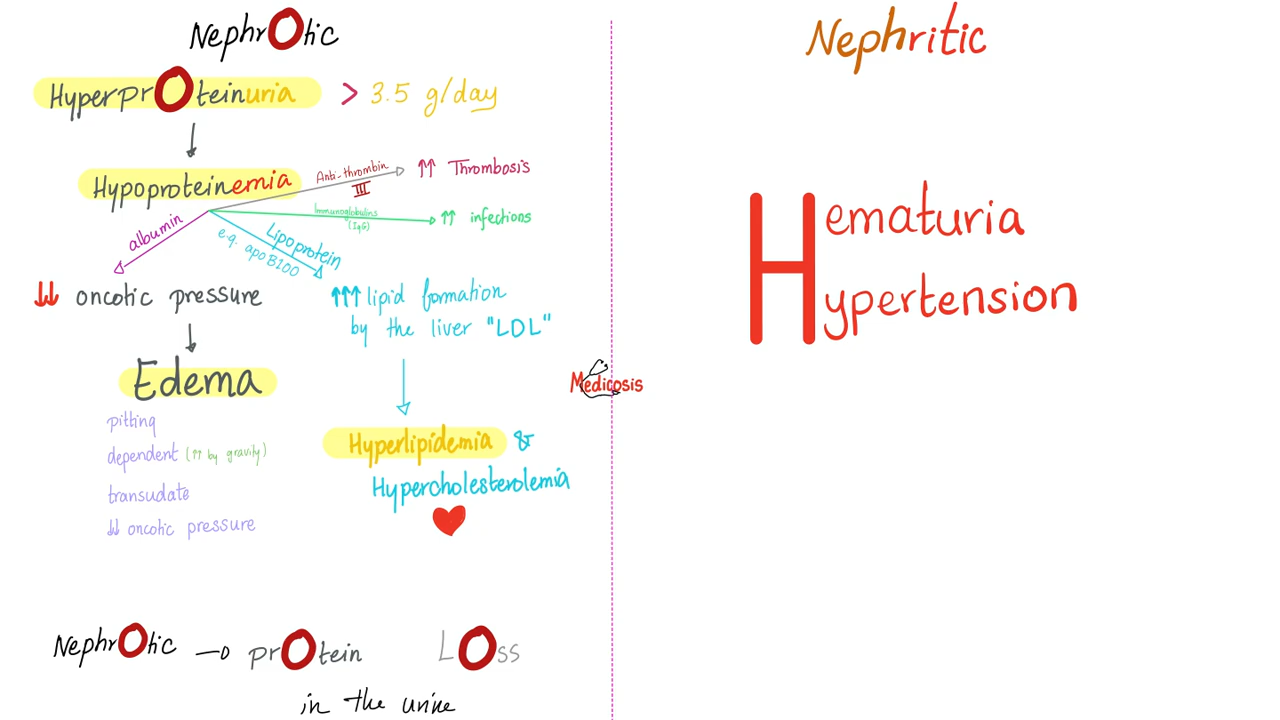 NephrOtic
HyperprOteinuria > 3.5 g/day
Hypoproteinemia
Anti-thrombin
III
↑↑ Thrombosis
Immunoglobulins
(IgG)
↑↑ infections
albumin
Lipoprotein
e.g. apoB100
↓↓ oncotic pressure
↑↑↑ lipid formation
by the liver "LDL"
Edema
pitting
dependent (↑↑ by gravity)
transudate
↓↓ oncotic pressure
Hyperlipidemia &
Hypercholesterolemia
NephrOtic → prOtein LOss
in the urine
Medicosis
Nephritic
Hematuria
Hypertension